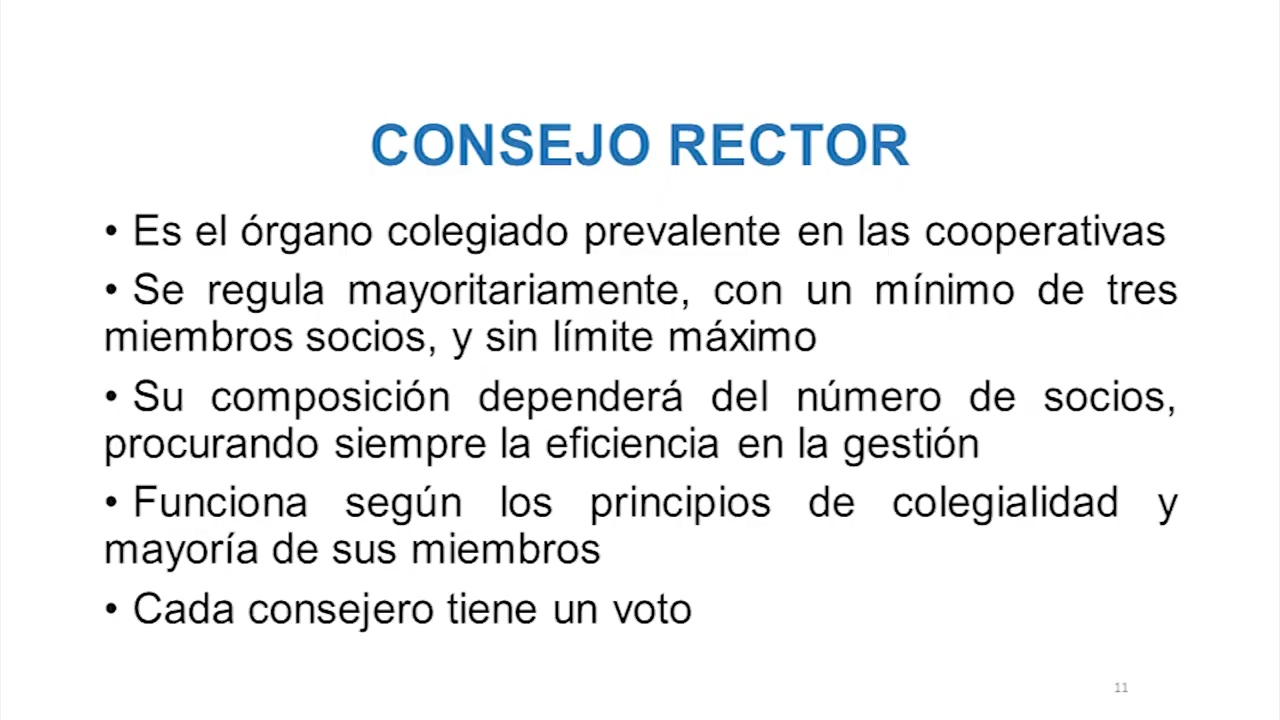 CONSEJO RECTOR
• Es el órgano colegiado prevalente en las cooperativas
• Se regula mayoritariamente, con un mínimo de tres
miembros socios, y sin límite máximo
• Su composición dependerá del número de socios,
procurando siempre la eficiencia en la gestión
• Funciona según los principios de colegialidad y
mayoría de sus miembros
• Cada consejero tiene un voto
11